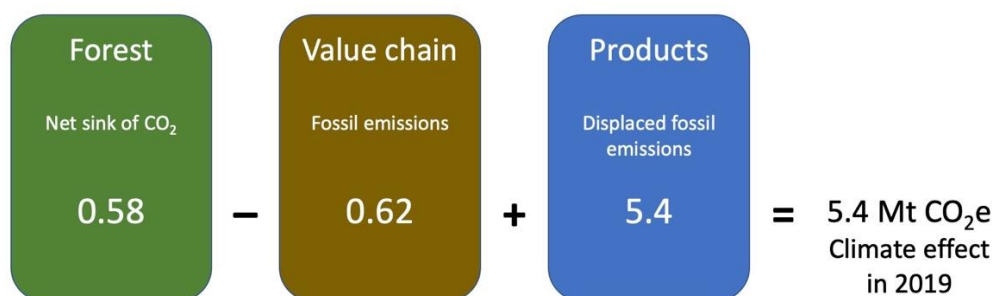 Forest
Net sink of CO₂
0.58
–
Value chain
Fossil emissions
0.62
+
Products
Displaced fossil
emissions
5.4
=
5.4 Mt CO₂e
Climate effect
in 2019